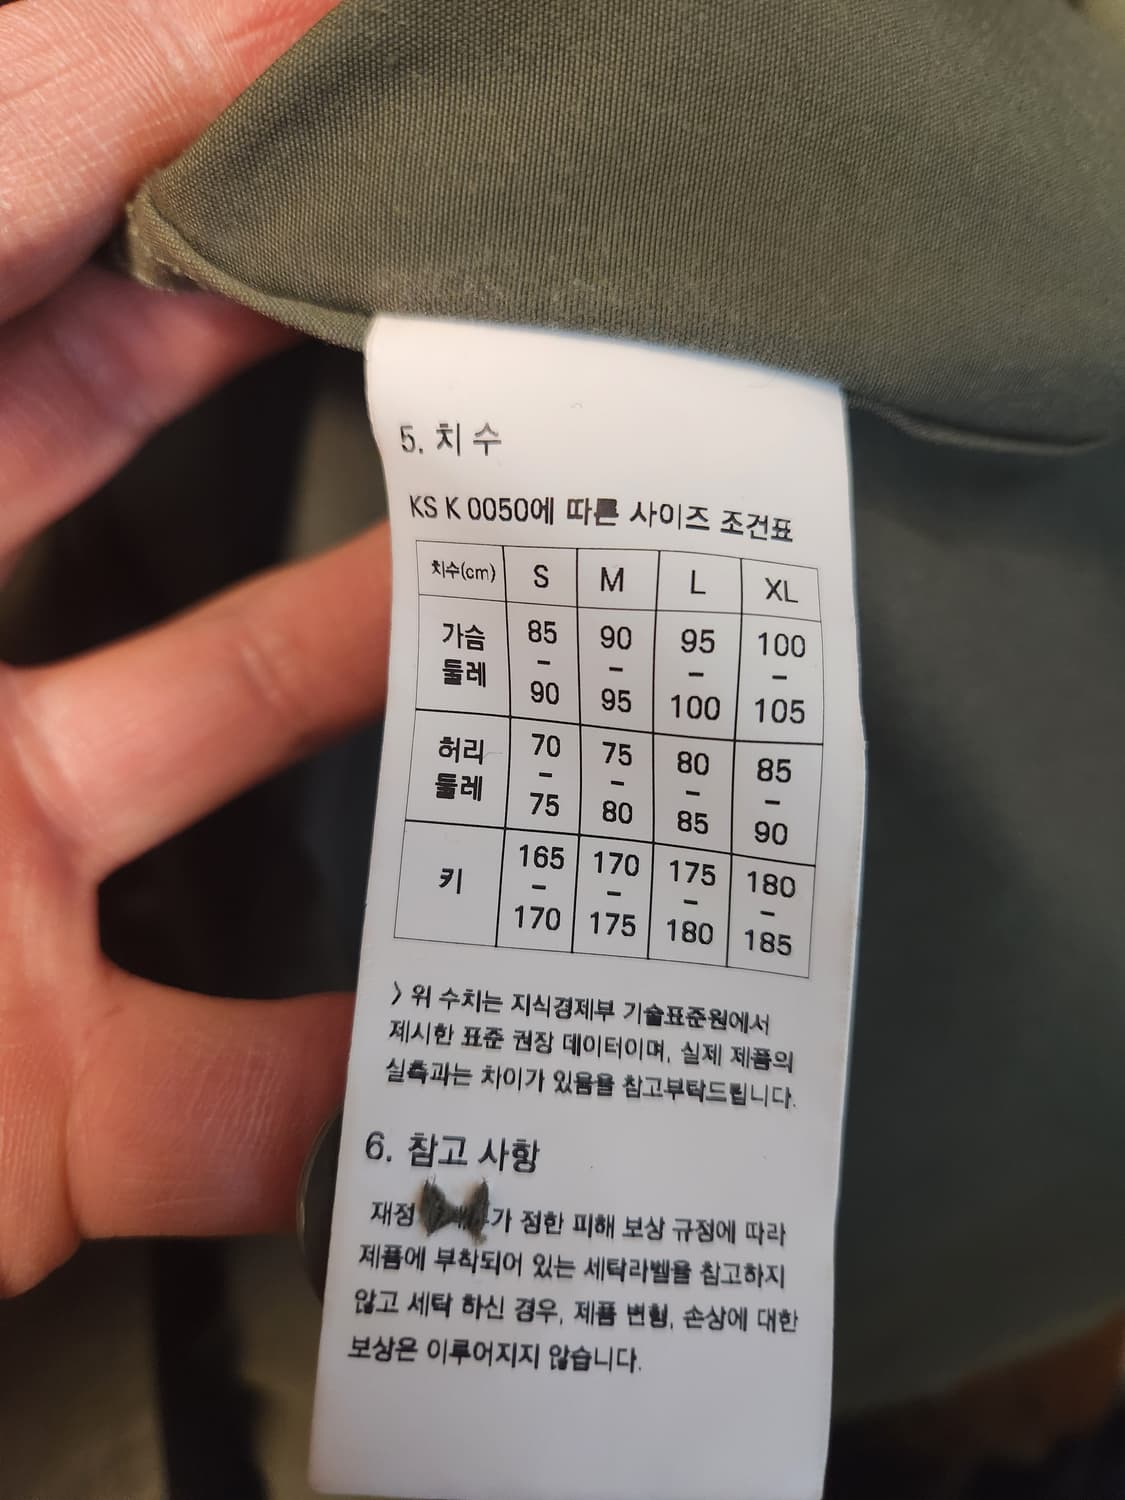 5. 치수
KS K 0050에 따른 사이즈 조건표
치수(cm) S M L XL
가슴 둘레 85 - 90 90 - 95 95 - 100 100 - 105
허리 둘레 70 - 75 75 - 80 80 - 85 85 - 90
키 165 - 170 170 - 175 175 - 180 180 - 185
〉위 수치는 지식경제부 기술표준원에서
제시한 표준 권장 데이터이며, 실제 제품의
실측과는 차이가 있음을 참고부탁드립니다.
6. 참고 사항
재정 가 정한 피해 보상 규정에 따라
제품에 부착되어 있는 세탁라벨을 참고하지
않고 세탁 하신 경우, 제품 변형, 손상에 대한
보상은 이루어지지 않습니다.